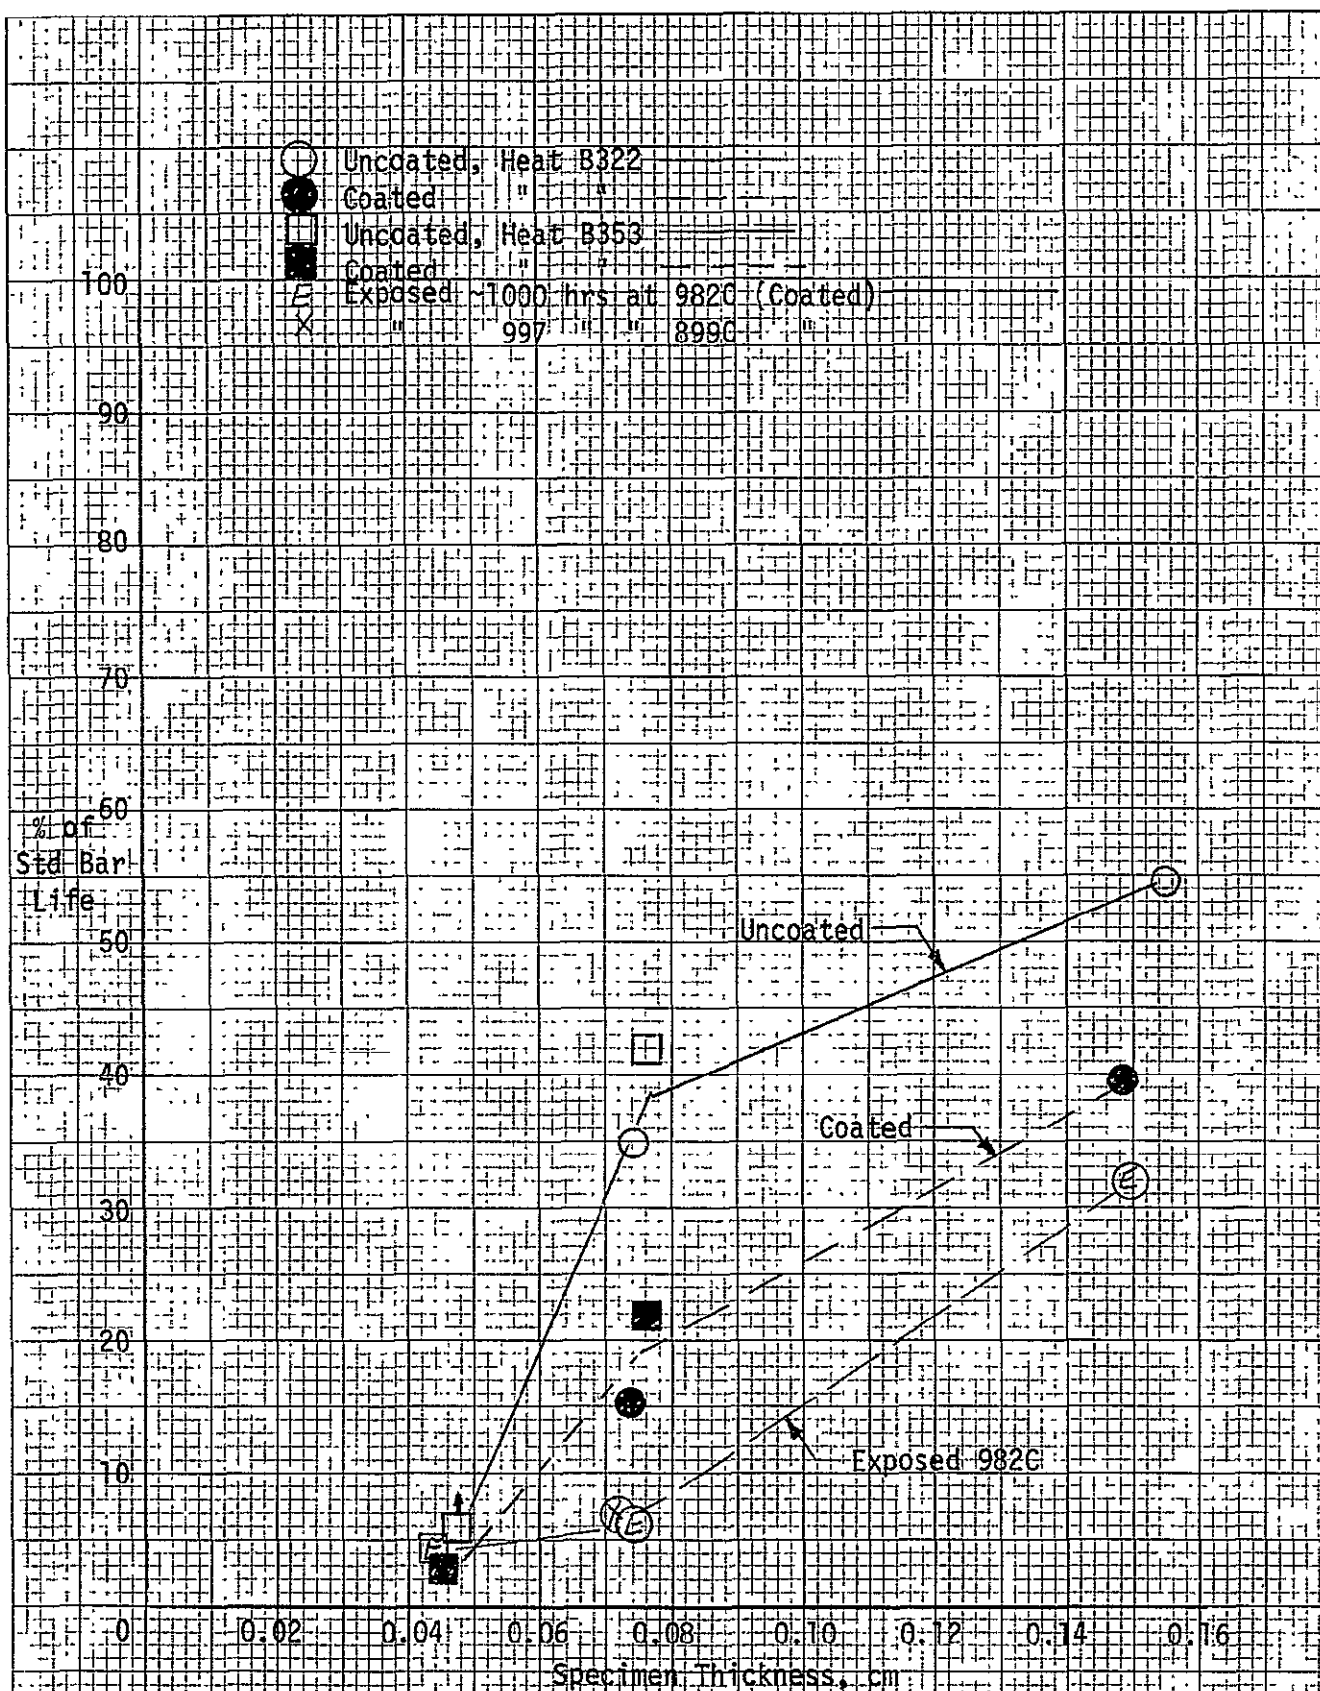 Uncoated, Heat B322
Coated " "
Uncoated, Heat B353
Coated " "
E Exposed ~1000 hrs at 982C (Coated)
X " 997 " " 899C "
100
90
80
70
60
% of
Std Bar
Life
50
40
30
20
10
Uncoated
Coated
E
Exposed 982C
X E
E
0 0.02 0.04 0.06 0.08 0.10 0.12 0.14 0.16
Specimen Thickness, cm